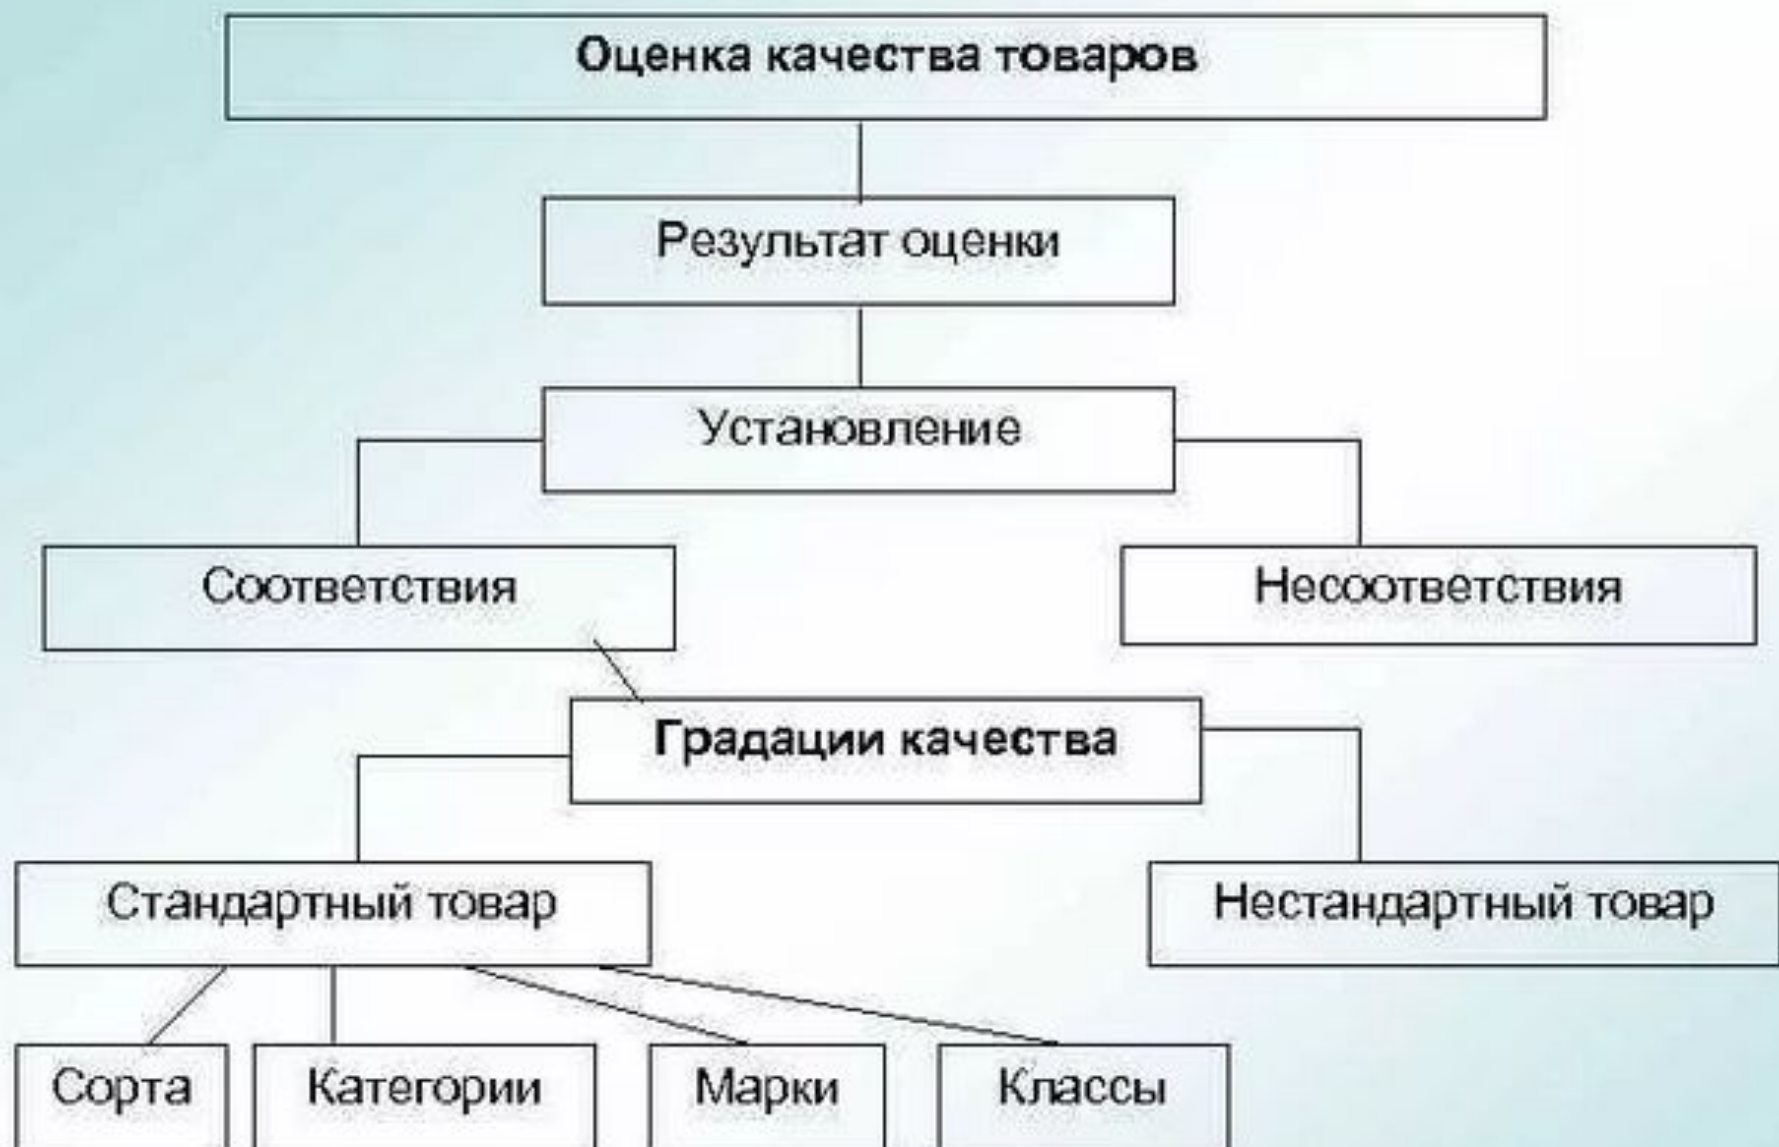 Оценка качества товаров
Результат оценки
Установление
Соответствия
Несоответствия
Градации качества
Стандартный товар
Нестандартный товар
Сорта
Категории
Марки
Классы